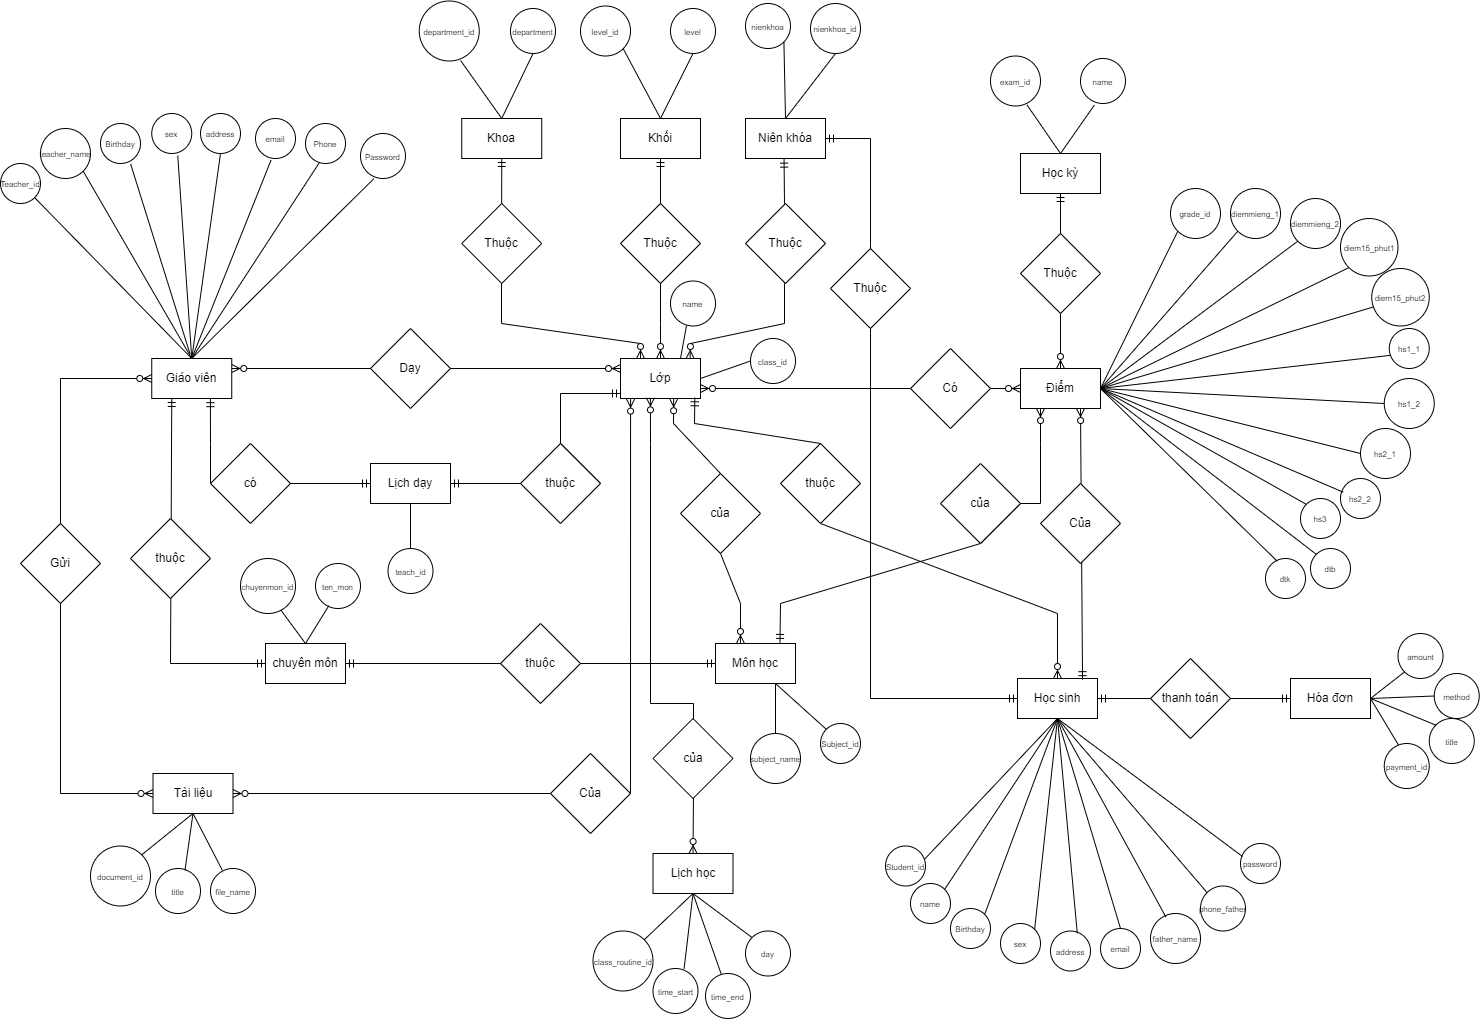 department_id
department
level_id
level
nienkhoa
nienkhoa_id
exam_id
name
Khoa
Khối
Niên khóa
Học kỳ
Teacher_id
eacher_name
Birthday
sex
address
email
Phone
Password
Thuộc
Thuộc
Thuộc
Thuộc
Thuộc
grade_id
diemmieng_1
diemmieng_2
diem15_phut1
diem15_phut2
hs1_1
hs1_2
hs2_1
hs2_2
hs3
dtb
dtk
name
class_id
Giáo viên
Dạy
Lớp
Có
Điểm
có
Lịch dạy
thuộc
của
thuộc
của
Của
Gửi
thuộc
chuyenmon_id
ten_mon
teach_id
chuyên môn
thuộc
Môn học
Học sinh
thanh toán
Hóa đơn
amount
method
title
payment_id
subject_name
Subject_id
Tài liệu
Của
của
document_id
title
file_name
Lịch học
class_routine_id
time_start
time_end
day
Student_id
name
Birthday
sex
address
email
father_name
phone_father
password